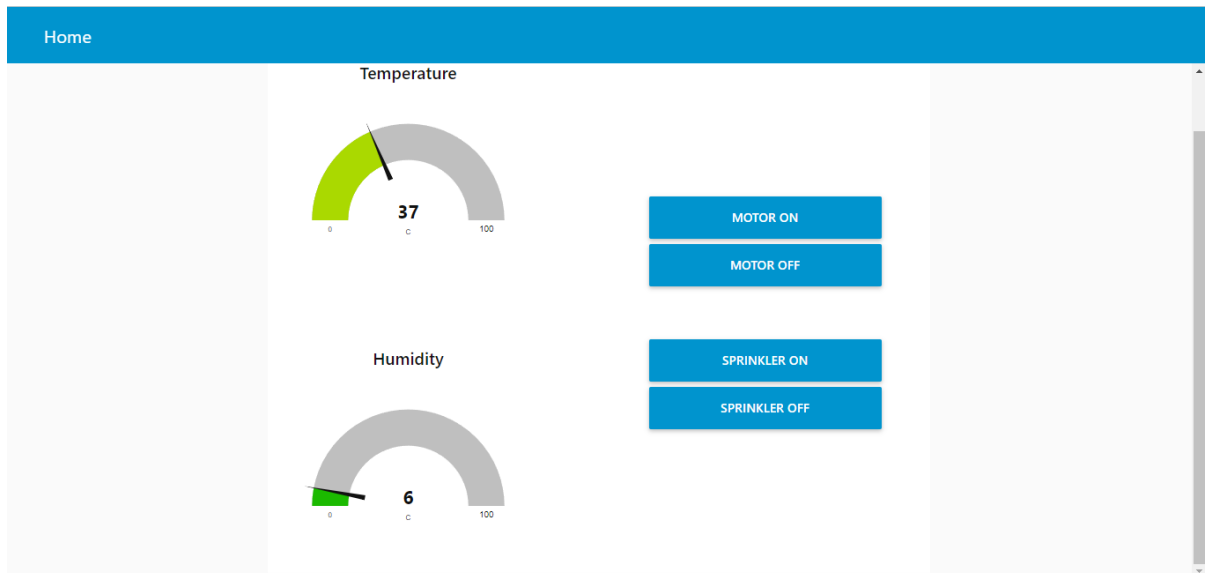 Home
Temperature
37
0
C
100
MOTOR ON
MOTOR OFF
Humidity
6
0
C
100
SPRINKLER ON
SPRINKLER OFF